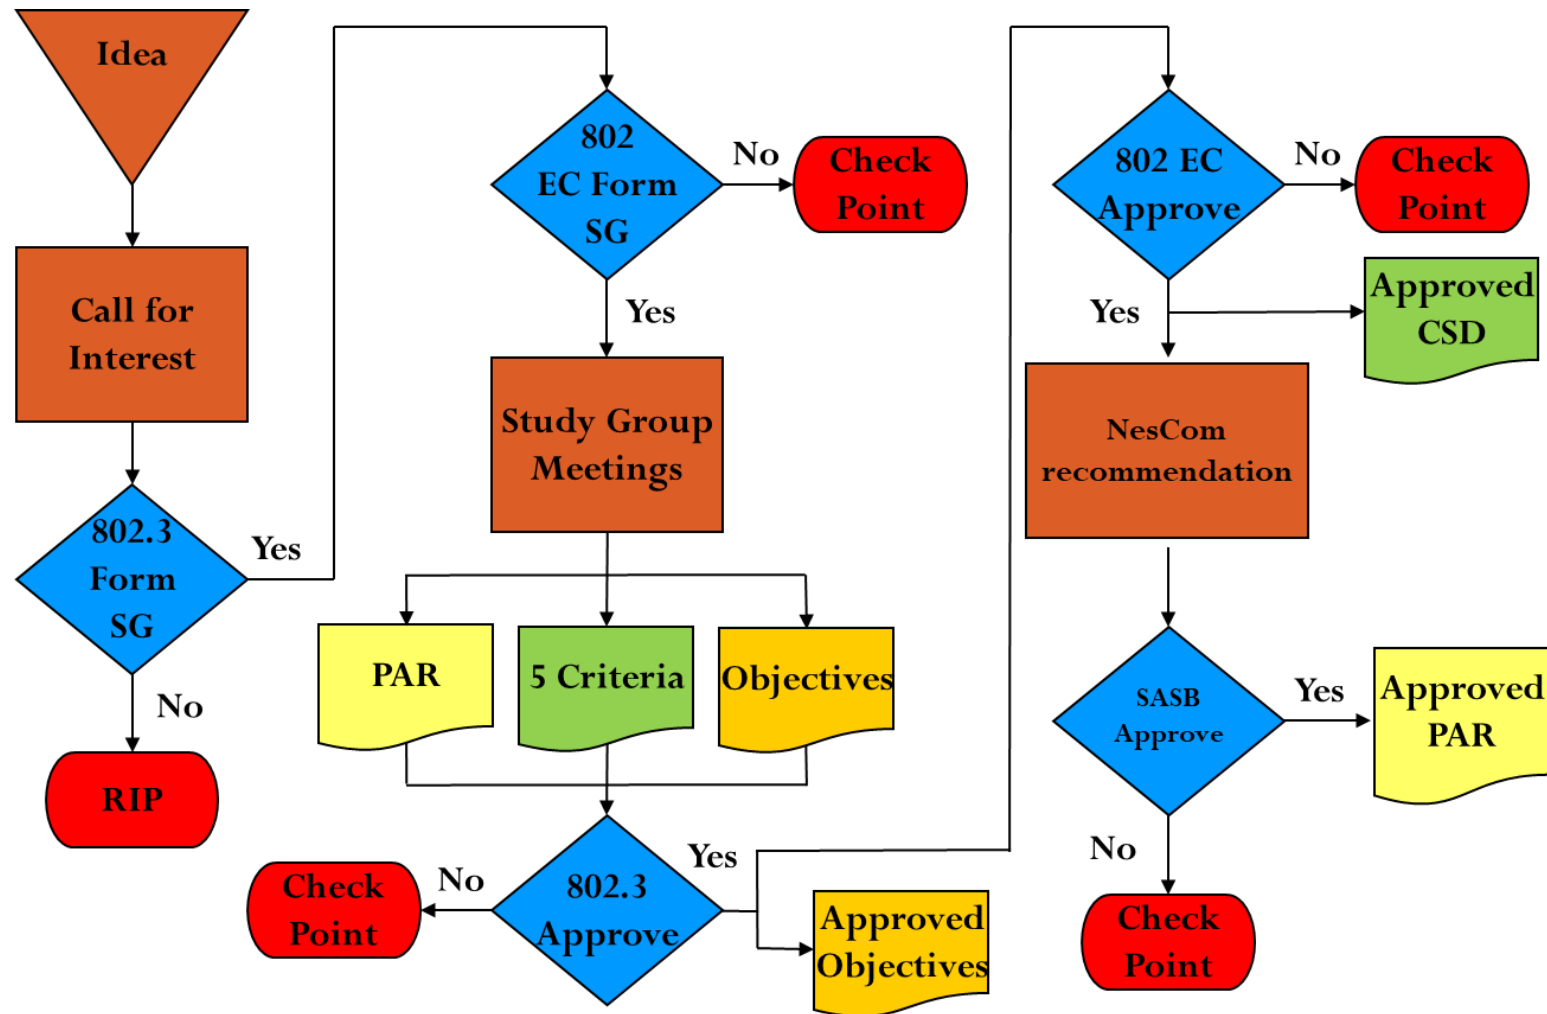 Idea
Call for
Interest
802.3
Form
SG
Yes
No
RIP
802
EC Form
SG
No
Check
Point
Yes
Study Group
Meetings
PAR
5 Criteria
Objectives
802.3
Approve
No
Check
Point
Yes
Approved
Objectives
802 EC
Approve
No
Check
Point
Yes
Approved
CSD
NesCom
recommendation
SASB
Approve
Yes
Approved
PAR
No
Check
Point